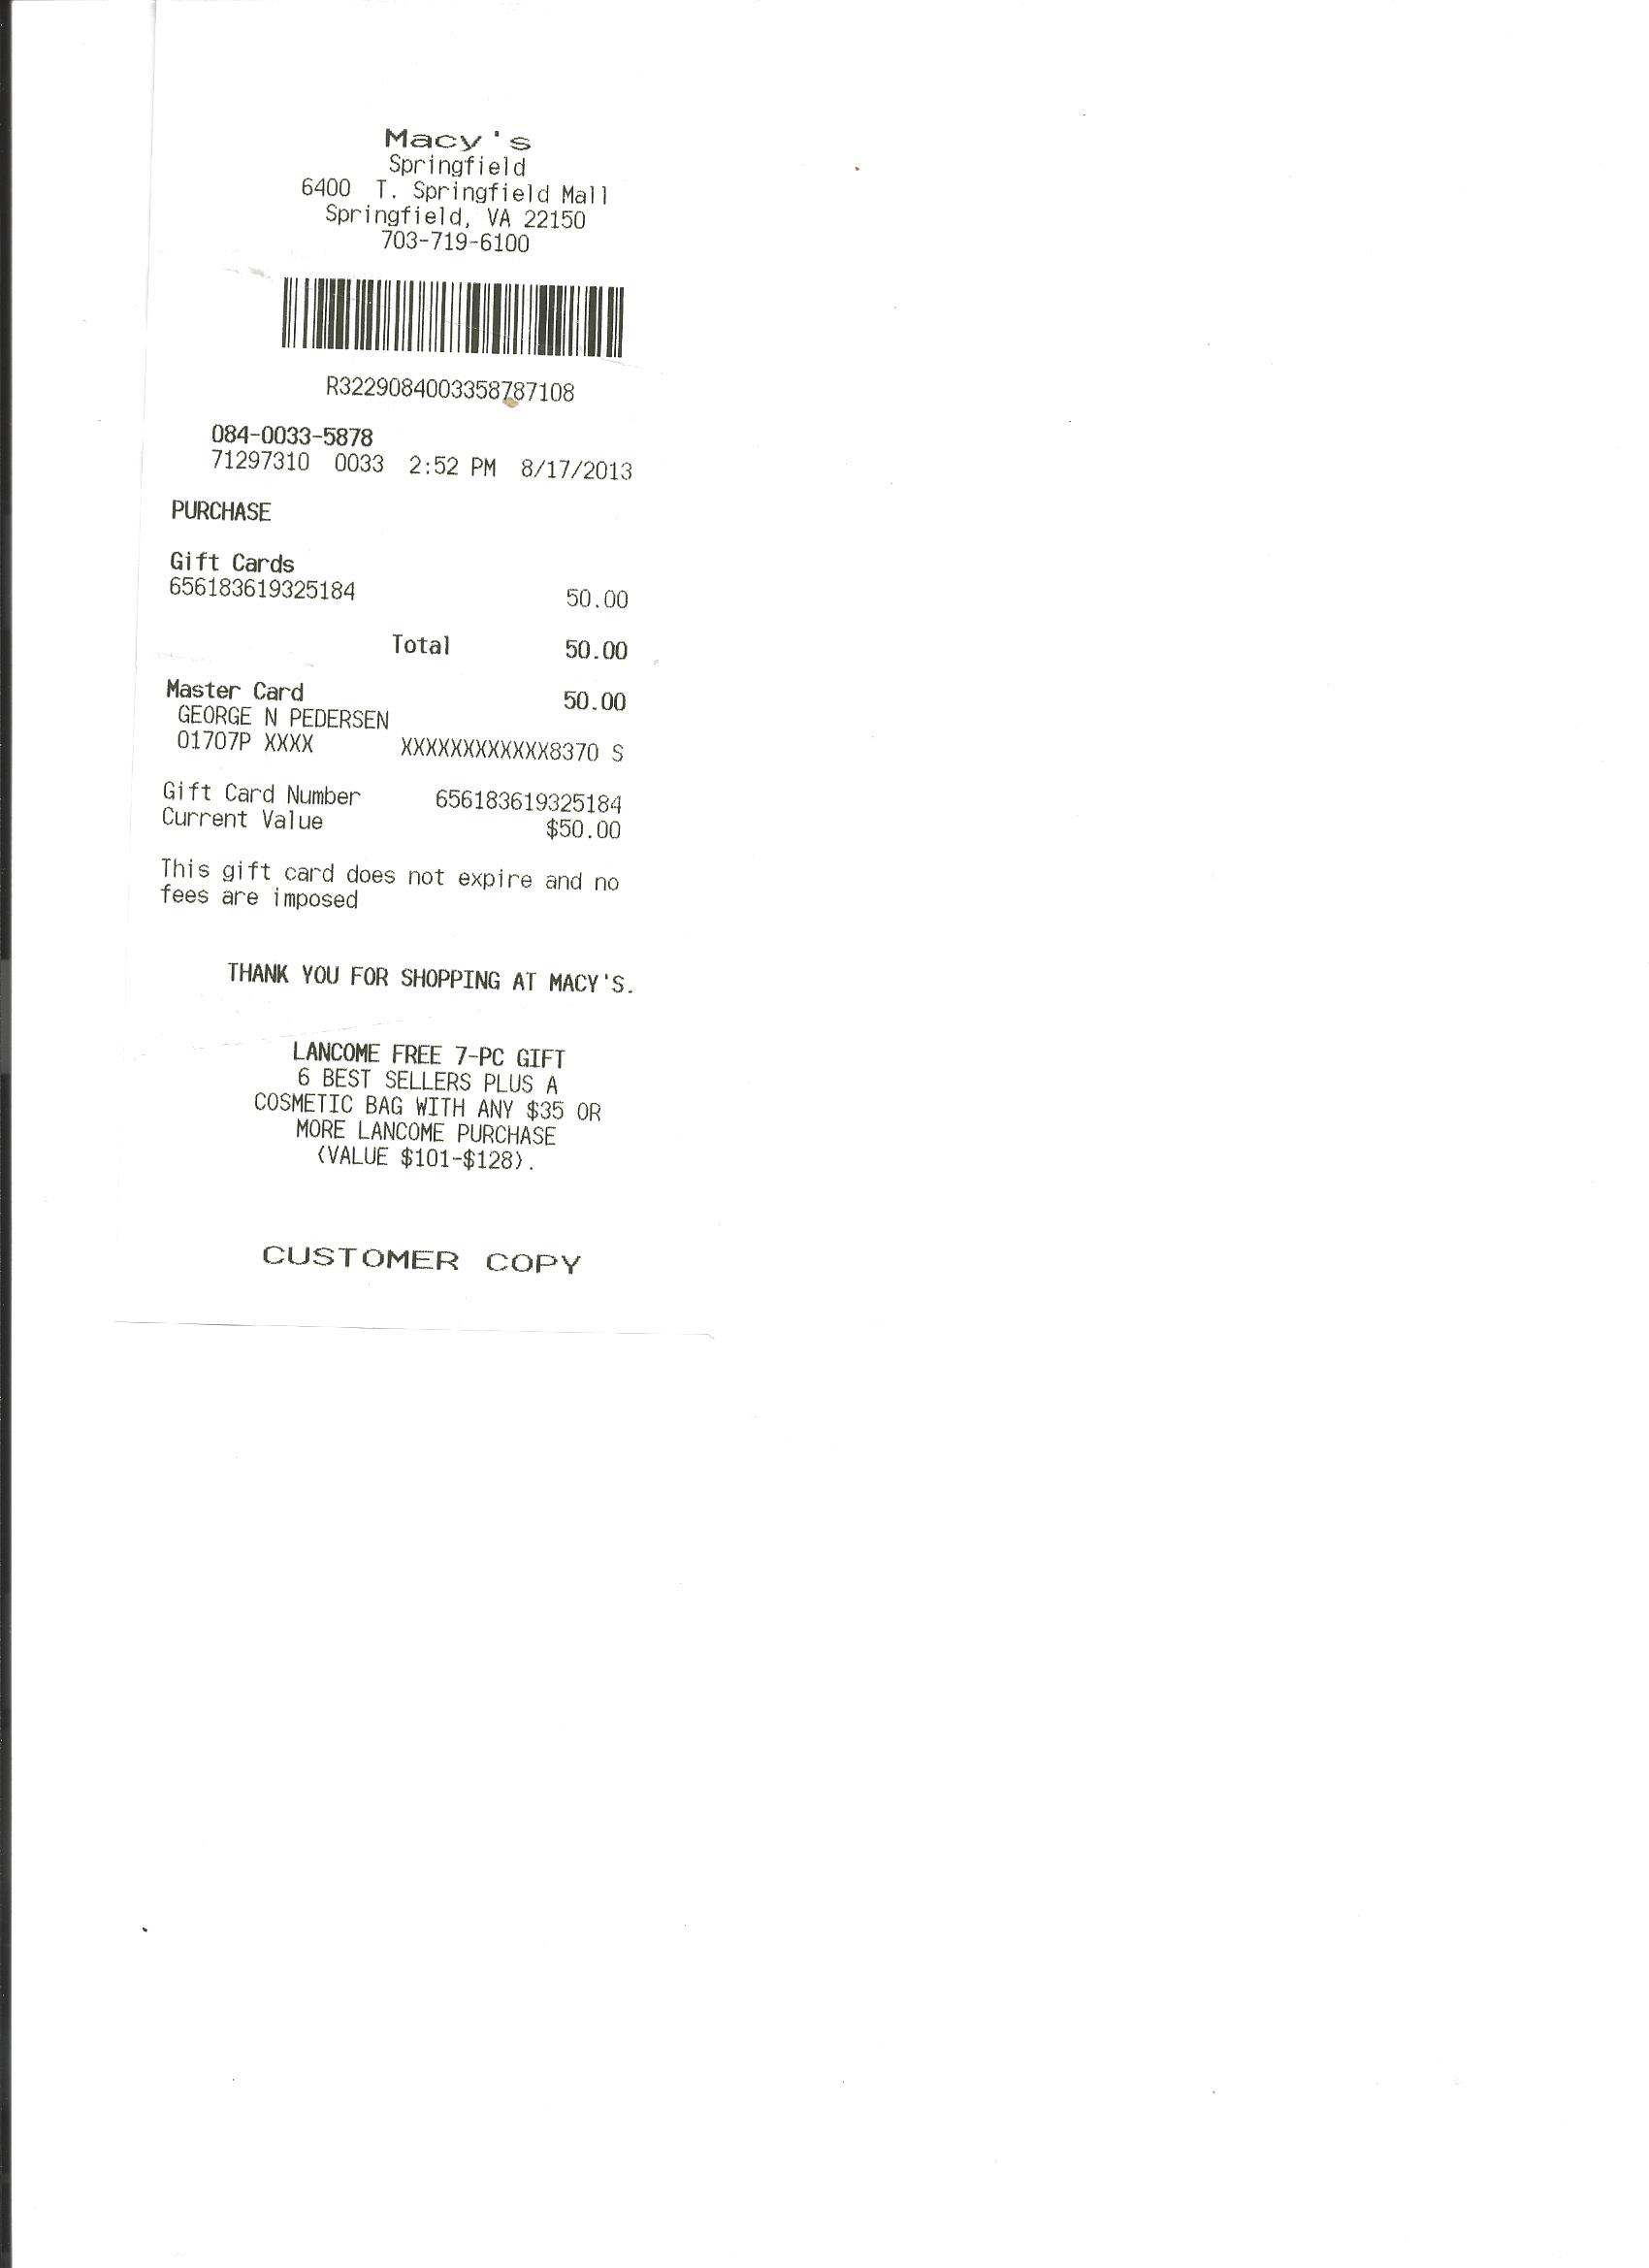 Macy's
Springfield
6400 T. Springfield Mall
Springfield, VA 22150
703-719-6100
R3229084003358787108
084-0033-5878
71297310 0033 2:52 PM 8/17/2013
PURCHASE
Gift Cards
656183619325184 50.00
Total 50.00
Master Card 50.00
GEORGE N PEDERSEN
01707P XXXX XXXXXXXXXXXX8370 S
Gift Card Number 656183619325184
Current Value $50.00
This gift card does not expire and no
fees are imposed
THANK YOU FOR SHOPPING AT MACY'S.
LANCOME FREE 7-PC GIFT
6 BEST SELLERS PLUS A
COSMETIC BAG WITH ANY $35 OR
MORE LANCOME PURCHASE
(VALUE $101-$128).
CUSTOMER COPY